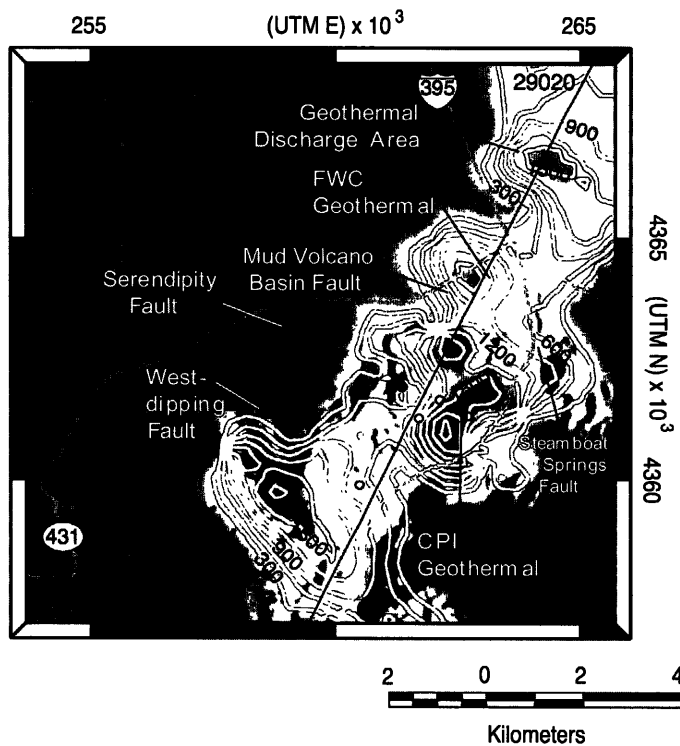 255
(UTM E) x 10³
265
395
29020
Geothermal
Discharge Area
900
300
FWC
Geothermal
4365
Mud Volcano
Basin Fault
Serendipity
Fault
(UTM N) x 10³
1200
600
West-
dipping
Fault
Steamboat
Springs
Fault
4360
431
CPI
Geothermal
900
300
2 0 2 4
Kilometers